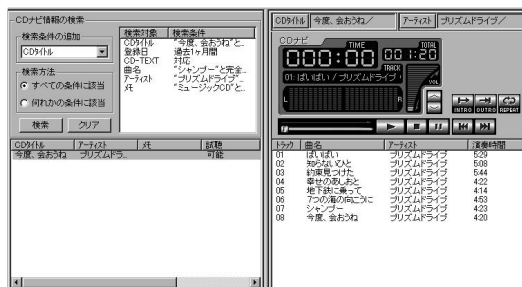 CDナビ情報の検索
検索条件の追加
CDタイトル
検索方法
すべての条件に該当
何れかの条件に該当
検索 クリア
検索対象 検索条件
CDタイトル "今度、会おうね"と..
登録日 過去1ヶ月間
CD-TEXT 対応
曲名 "シャンプー"と完全..
アーティスト "プリズムドライブ"..
メモ "ミュージックCD"と..
CDタイトル アーティスト メモ 試聴
今度、会おうね プリズムドラ.. 可能
CDタイトル 今度、会おうね/ アーティスト プリズムドライブ/
CDナビ
TIME TOTAL
000:00 00:1:20
TRACK
01: ばいばい / プリズムドライブ
VOL
L R
INTRO OUTRO REPEAT
トラック 曲名 アーティスト 演奏時間
01 ばいばい プリズムドライブ 5:29
02 知らないひと プリズムドライブ 5:08
03 約束見つけた プリズムドライブ 5:44
04 幸せのあしおと プリズムドライブ 4:22
05 地下鉄に乗って プリズムドライブ 4:14
06 7つの海の向こうに プリズムドライブ 4:53
07 シャンプー プリズムドライブ 4:23
08 今度、会おうね プリズムドライブ 4:20